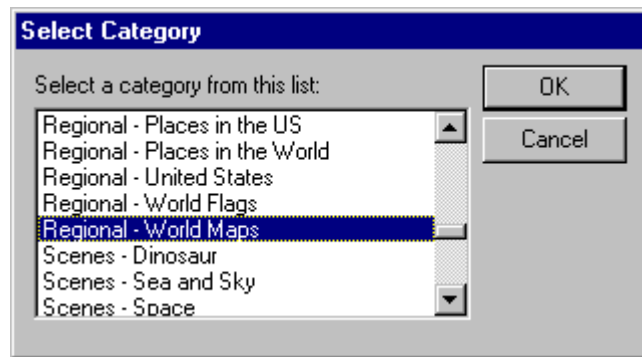 Select Category
Select a category from this list:
OK
Cancel
Regional - Places in the US
Regional - Places in the World
Regional - United States
Regional - World Flags
Regional - World Maps
Scenes - Dinosaur
Scenes - Sea and Sky
Scenes - Space